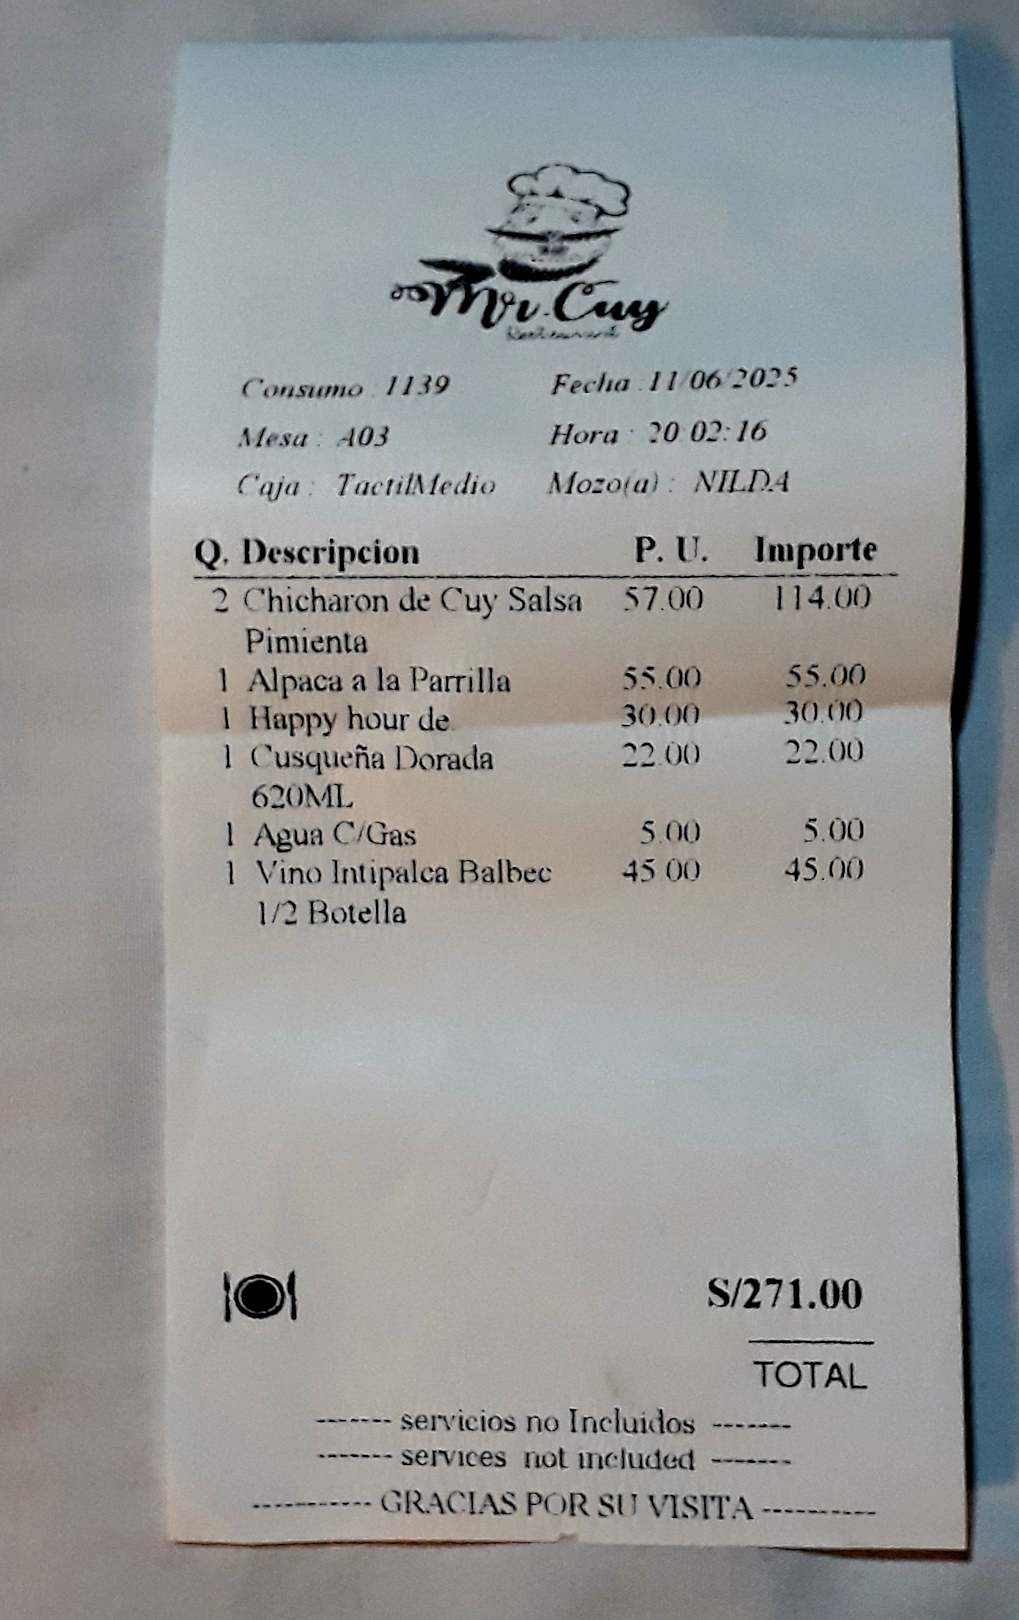 Mr. Cuy
Restaurant
Consumo : 1139 Fecha : 11/06/2025
Mesa : A03 Hora : 20:02:16
Caja : TactilMedio Mozo(a) : NILDA
Q. Descripcion P. U. Importe
2 Chicharon de Cuy Salsa 57.00 114.00
Pimienta
1 Alpaca a la Parrilla 55.00 55.00
1 Happy hour de 30.00 30.00
1 Cusqueña Dorada 22.00 22.00
620ML
1 Agua C/Gas 5.00 5.00
1 Vino Intipalca Balbec 45.00 45.00
1/2 Botella
S/271.00
TOTAL
------- servicios no Incluidos -------
------- services not included -------
----------- GRACIAS POR SU VISITA ----------